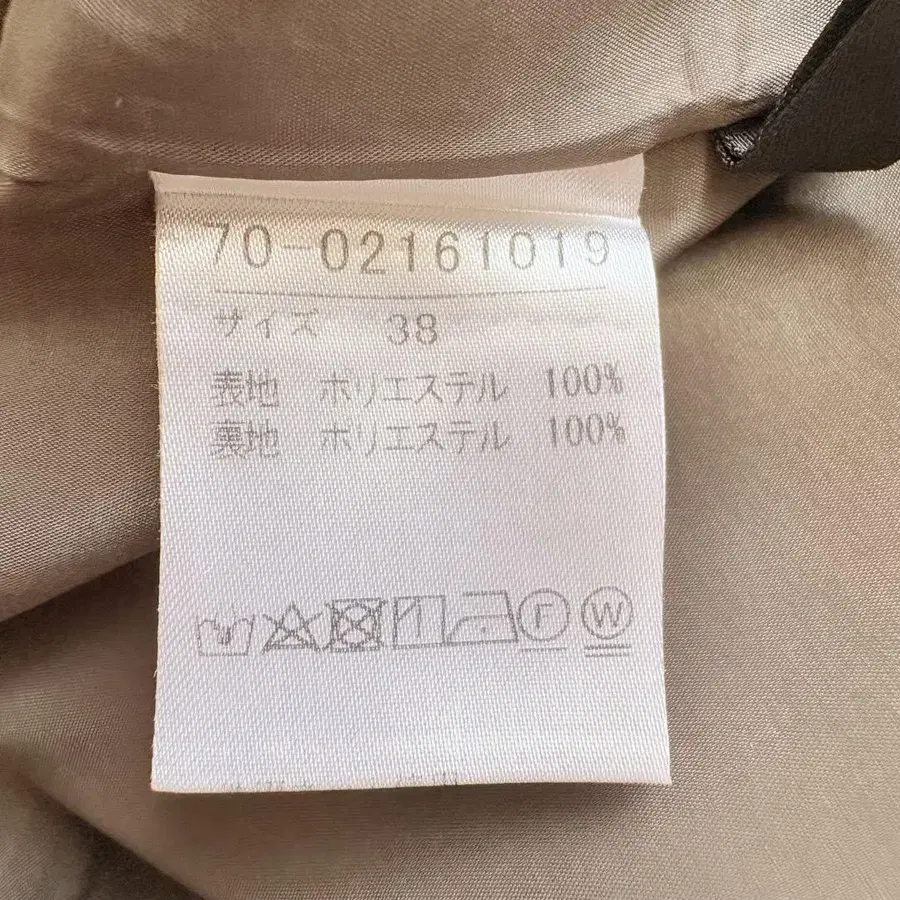 70-02161019
サイズ 38
表地 ポリエステル 100%
裏地 ポリエステル 100%
F W